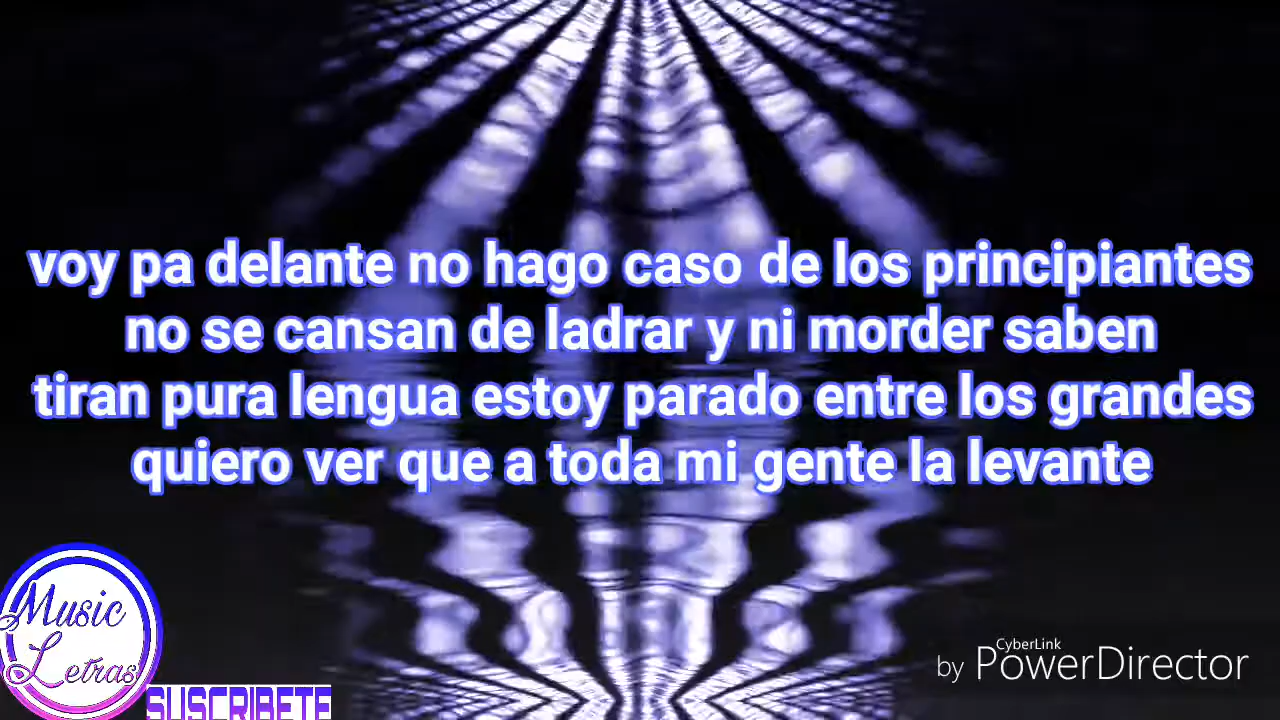 voy pa delante no hago caso de los principiantes
no se cansan de ladrar y ni morder saben
tiran pura lengua estoy parado entre los grandes
quiero ver que a toda mi gente la levante
Music
Letras
SUSCRIBETE
CyberLink
by PowerDirector